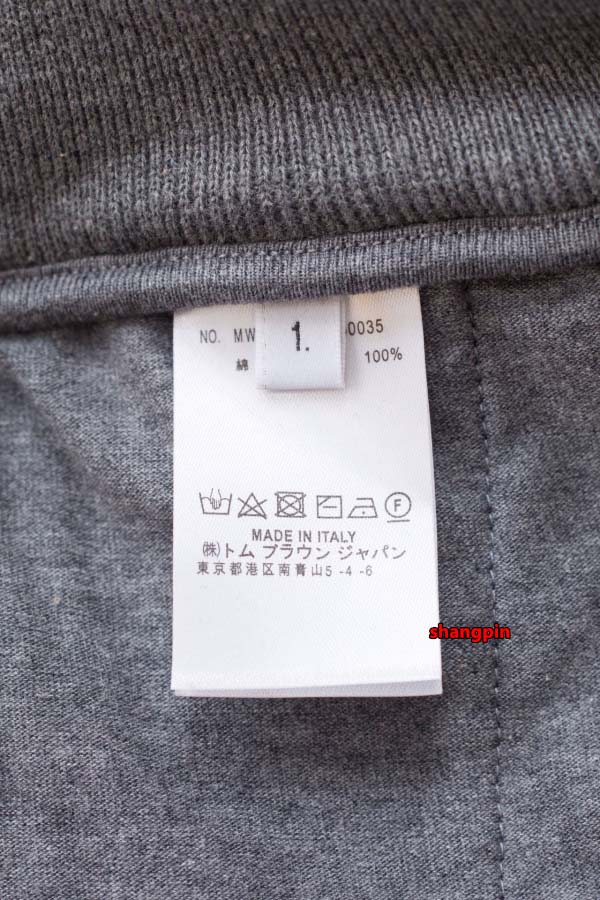 NO. MW 0035
1.
綿 100%
F
MADE IN ITALY
㈱トム ブラウン ジャパン
東京都港区南青山5 -4 -6
shangpin